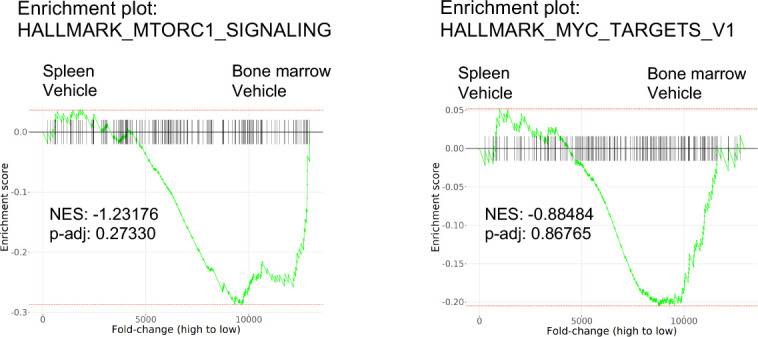 Enrichment plot:
HALLMARK_MTORC1_SIGNALING
Spleen
Vehicle
Bone marrow
Vehicle
0.0
-0.1
-0.2
-0.3
Enrichment score
NES: -1.23176
p-adj: 0.27330
0
5000
10000
Fold-change (high to low)
Enrichment plot:
HALLMARK_MYC_TARGETS_V1
Spleen
Vehicle
Bone marrow
Vehicle
0.05
0.00
-0.05
-0.10
-0.15
-0.20
Enrichment score
NES: -0.88484
p-adj: 0.86765
0
5000
10000
Fold-change (high to low)